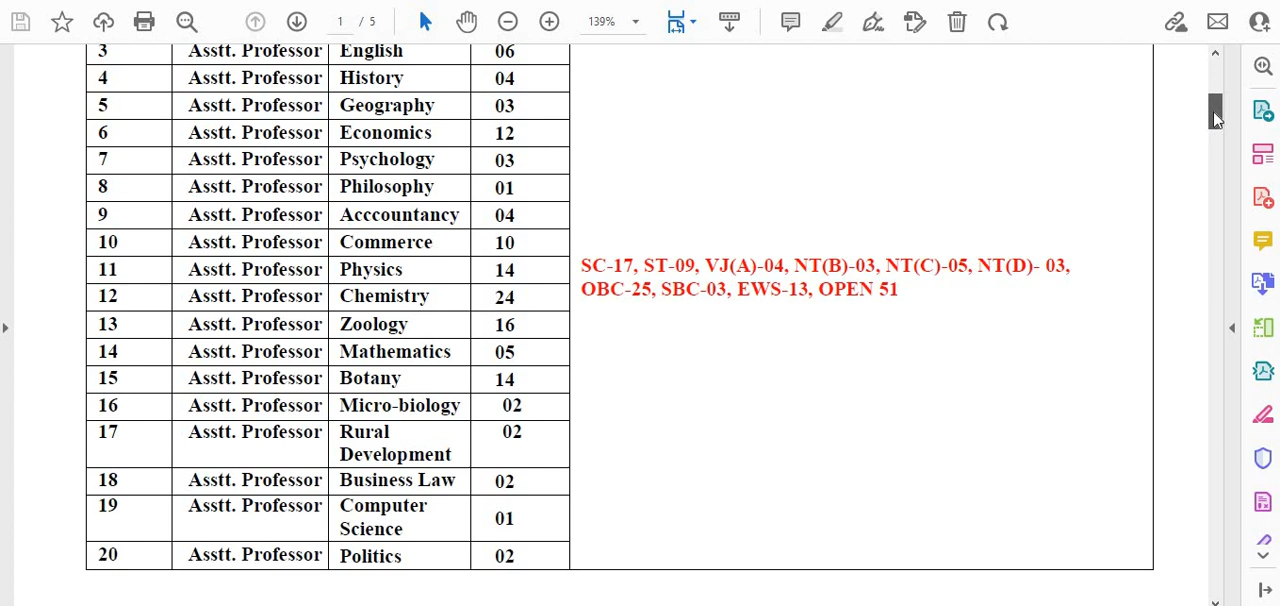 1 / 5
139%
3 Asstt. Professor English 06
4 Asstt. Professor History 04
5 Asstt. Professor Geography 03
6 Asstt. Professor Economics 12
7 Asstt. Professor Psychology 03
8 Asstt. Professor Philosophy 01
9 Asstt. Professor Acccountancy 04
10 Asstt. Professor Commerce 10
11 Asstt. Professor Physics 14
12 Asstt. Professor Chemistry 24
13 Asstt. Professor Zoology 16
14 Asstt. Professor Mathematics 05
15 Asstt. Professor Botany 14
16 Asstt. Professor Micro-biology 02
17 Asstt. Professor Rural 02
Development
18 Asstt. Professor Business Law 02
19 Asstt. Professor Computer
Science 01
20 Asstt. Professor Politics 02
SC-17, ST-09, VJ(A)-04, NT(B)-03, NT(C)-05, NT(D)- 03,
OBC-25, SBC-03, EWS-13, OPEN 51